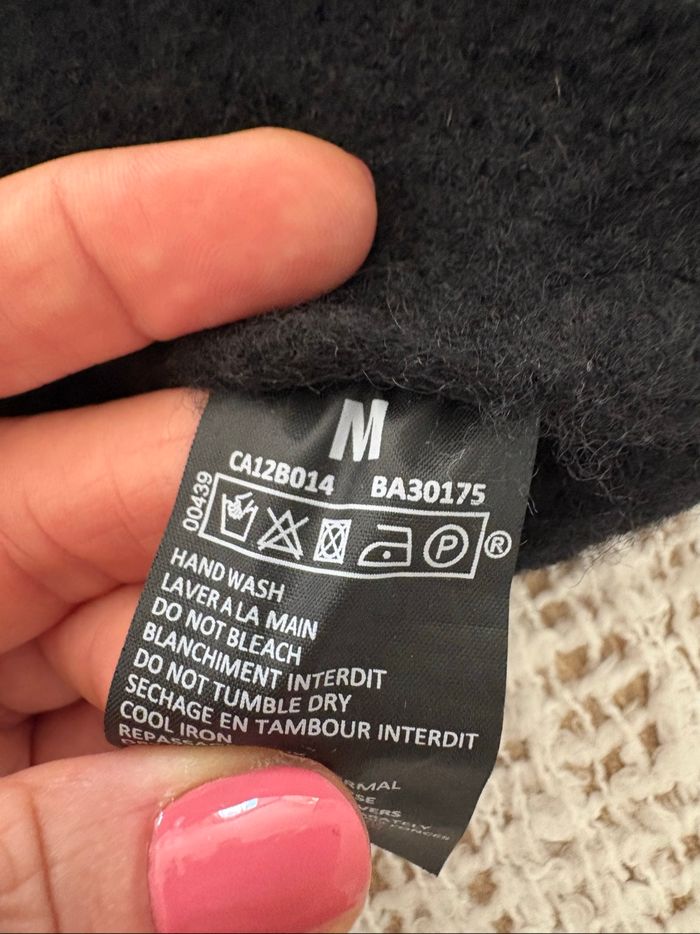 M
CA12B014 BA30175
00439
P ®
HAND WASH
LAVER A LA MAIN
DO NOT BLEACH
BLANCHIMENT INTERDIT
DO NOT TUMBLE DRY
SECHAGE EN TAMBOUR INTERDIT
COOL IRON